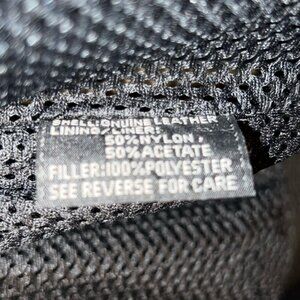 SHELL:GENUINE LEATHER
LINING/LINER:
50%NYLON,
50%ACETATE
FILLER:100%POLYESTER
SEE REVERSE FOR CARE